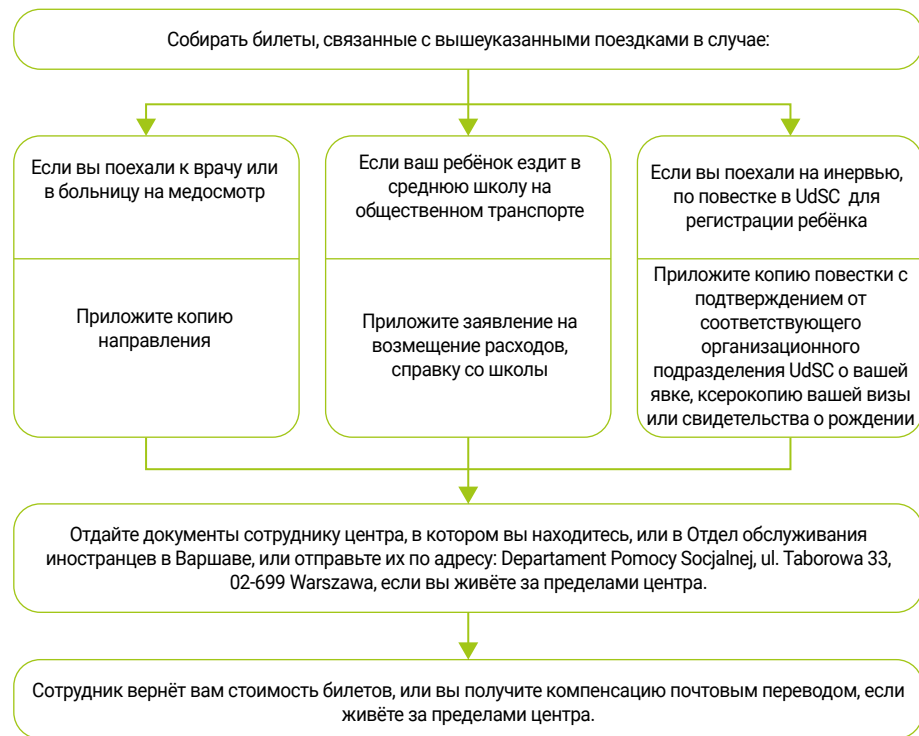 Собирать билеты, связанные с вышеуказанными поездками в случае:
Если вы поехали к врачу или
в больницу на медосмотр
Приложите копию
направления
Если ваш ребёнок ездит в
среднюю школу на
общественном транспорте
Приложите заявление на
возмещение расходов,
справку со школы
Если вы поехали на инервью,
по повестке в UdSC для
регистрации ребёнка
Приложите копию повестки с
подтверждением от
соответствующего
организационного
подразделения UdSC о вашей
явке, ксерокопию вашей визы
или свидетельства о рождении
Отдайте документы сотруднику центра, в котором вы находитесь, или в Отдел обслуживания
иностранцев в Варшаве, или отправьте их по адресу: Departament Pomocy Socjalnej, ul. Taborowa 33,
02-699 Warszawa, если вы живёте за пределами центра.
Сотрудник вернёт вам стоимость билетов, или вы получите компенсацию почтовым переводом, если
живёте за пределами центра.